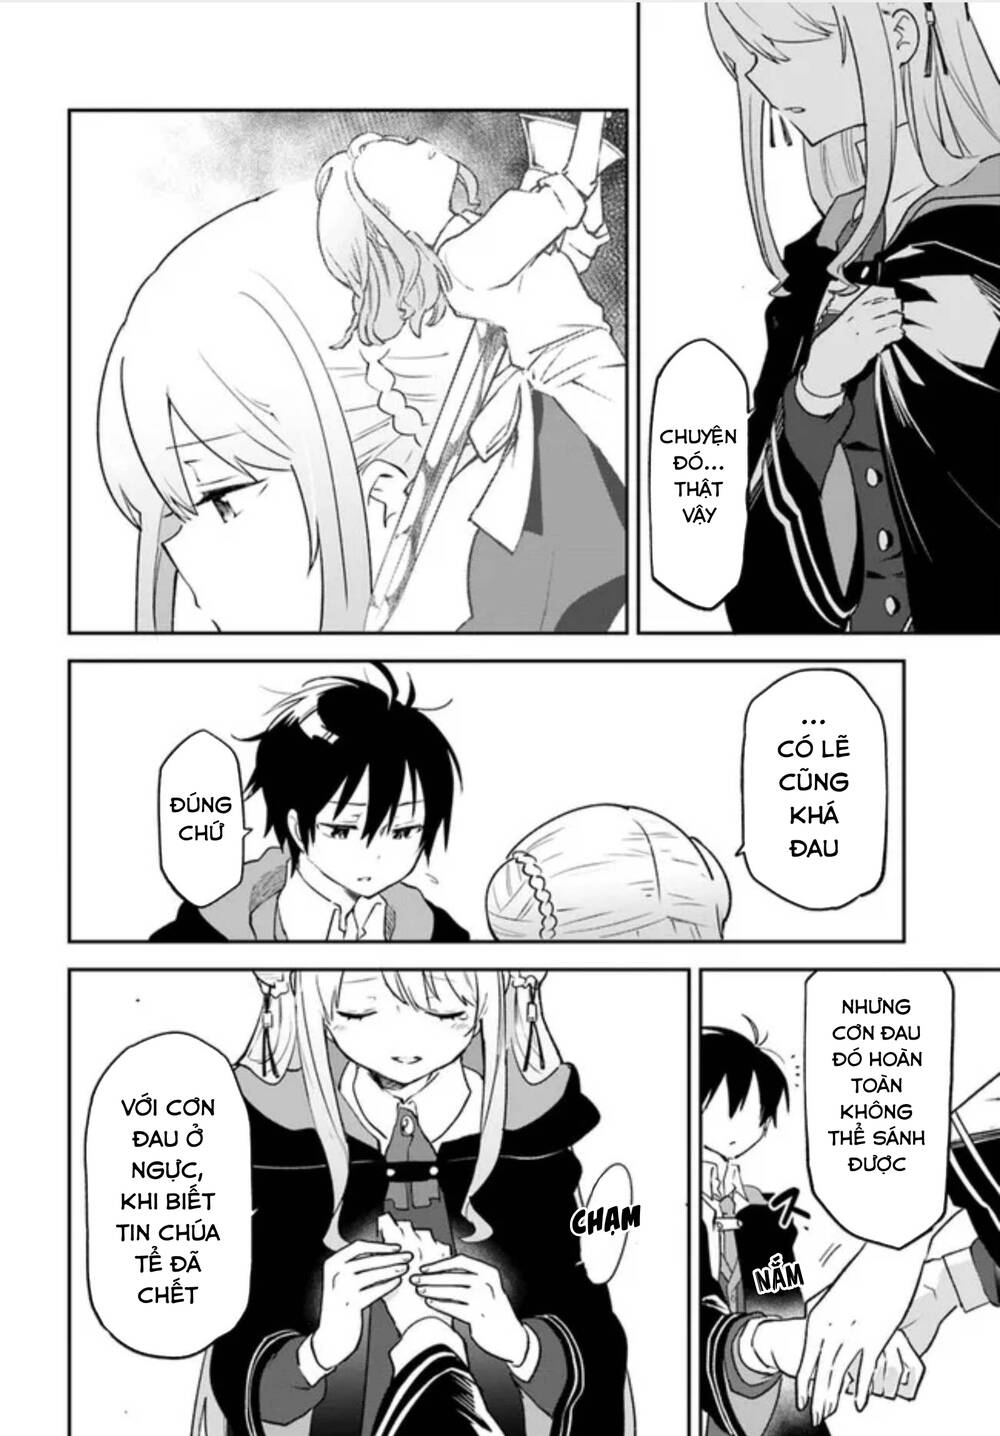 CHUYỆN
ĐÓ...
THẬT
VẬY
...
CÓ LẼ
CŨNG
KHÁ
ĐAU
ĐÚNG
CHỨ
NHƯNG
CƠN ĐAU
ĐÓ HOÀN
TOÀN
KHÔNG
THỂ SÁNH
ĐƯỢC
NẮM
CHẠM
VỚI CƠN
ĐAU Ở
NGỰC,
KHI BIẾT
TIN CHÚA
TỂ ĐÃ
CHẾT